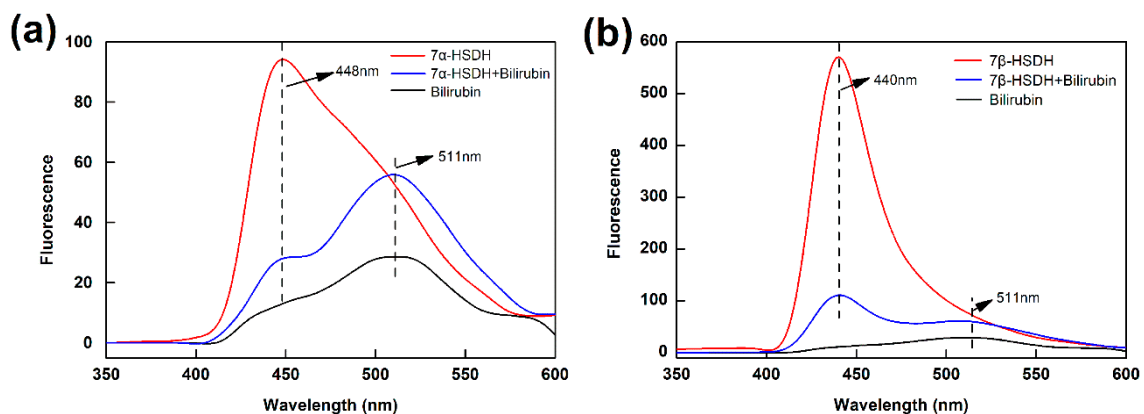 (a)
100
80
60
40
20
0
Fluorescence
350 400 450 500 550 600
Wavelength (nm)
7α-HSDH
7α-HSDH+Bilirubin
Bilirubin
448nm
511nm
(b)
600
500
400
300
200
100
0
Fluorescence
350 400 450 500 550 600
Wavelength (nm)
7β-HSDH
7β-HSDH+Bilirubin
Bilirubin
440nm
511nm